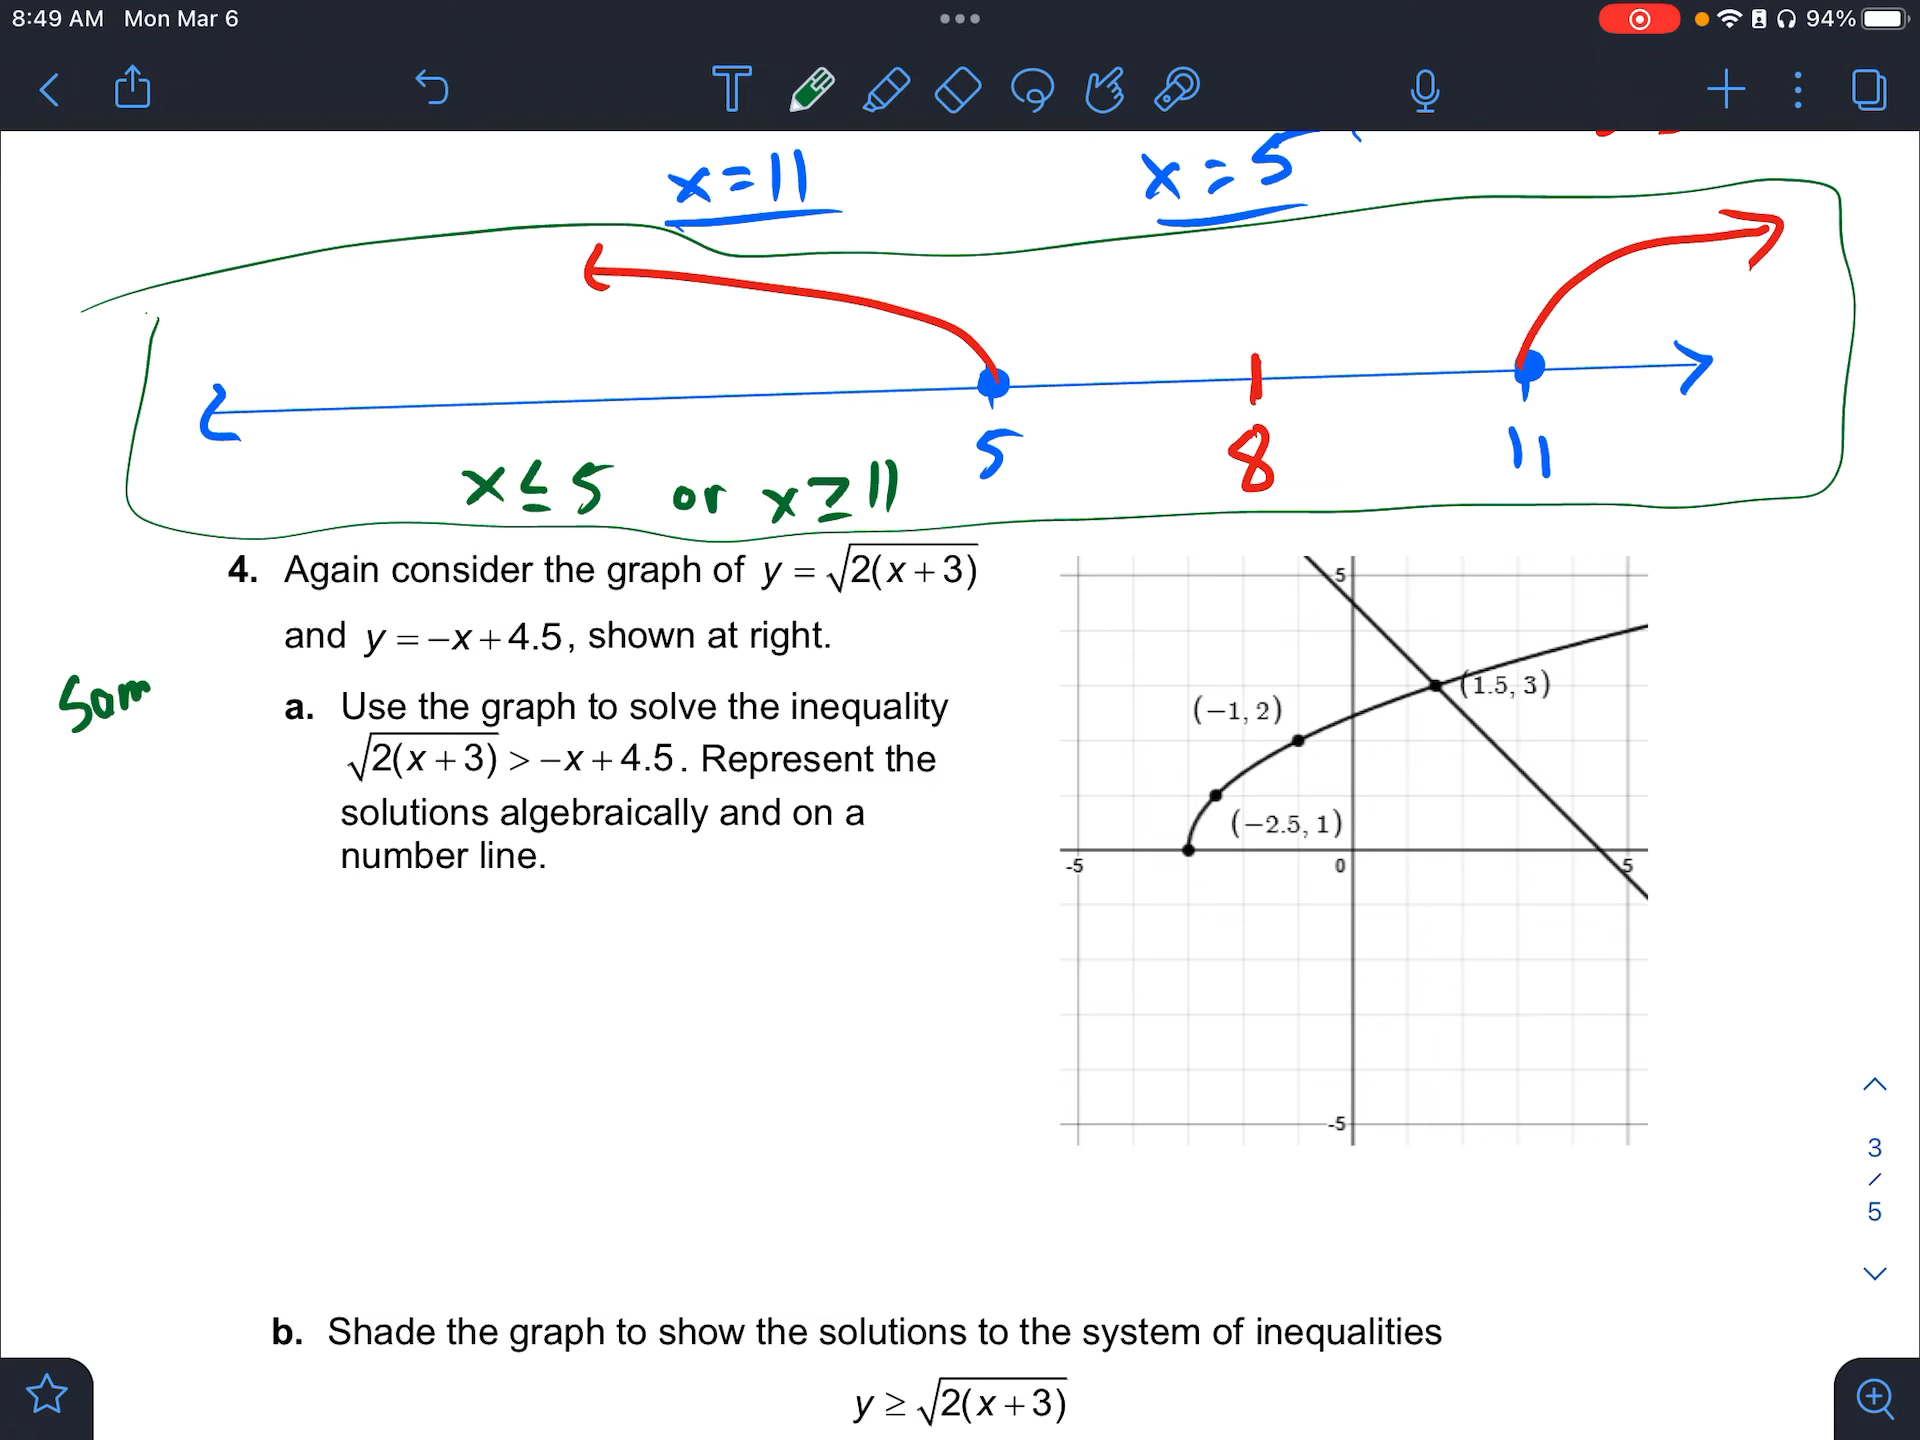 8:49 AM Mon Mar 6
94%
x=11
x=5
5
8
11
x≤5 or x≥11
4. Again consider the graph of y = √2(x+3)
and y = −x + 4.5, shown at right.
Som
a. Use the graph to solve the inequality
√2(x+3) > −x + 4.5. Represent the
solutions algebraically and on a
number line.
5
(1.5, 3)
(−1, 2)
(−2.5, 1)
-5
0
5
-5
3
/
5
b. Shade the graph to show the solutions to the system of inequalities
y ≥ √2(x+3)